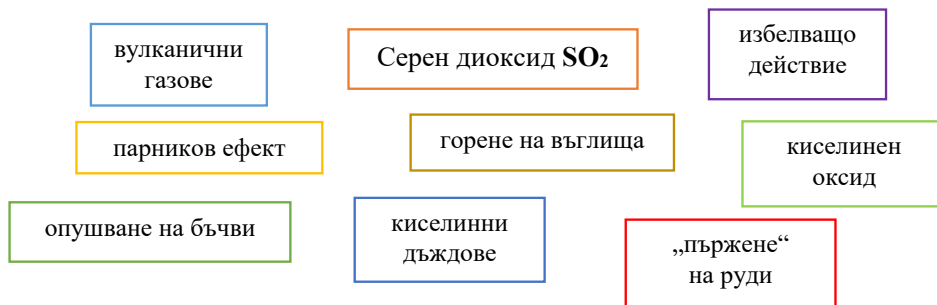 вулканични
газове
Серен диоксид SO₂
избелващо
действие
парников ефект
горене на въглища
киселинен
оксид
опушване на бъчви
киселинни
дъждове
„пържене“
на руди